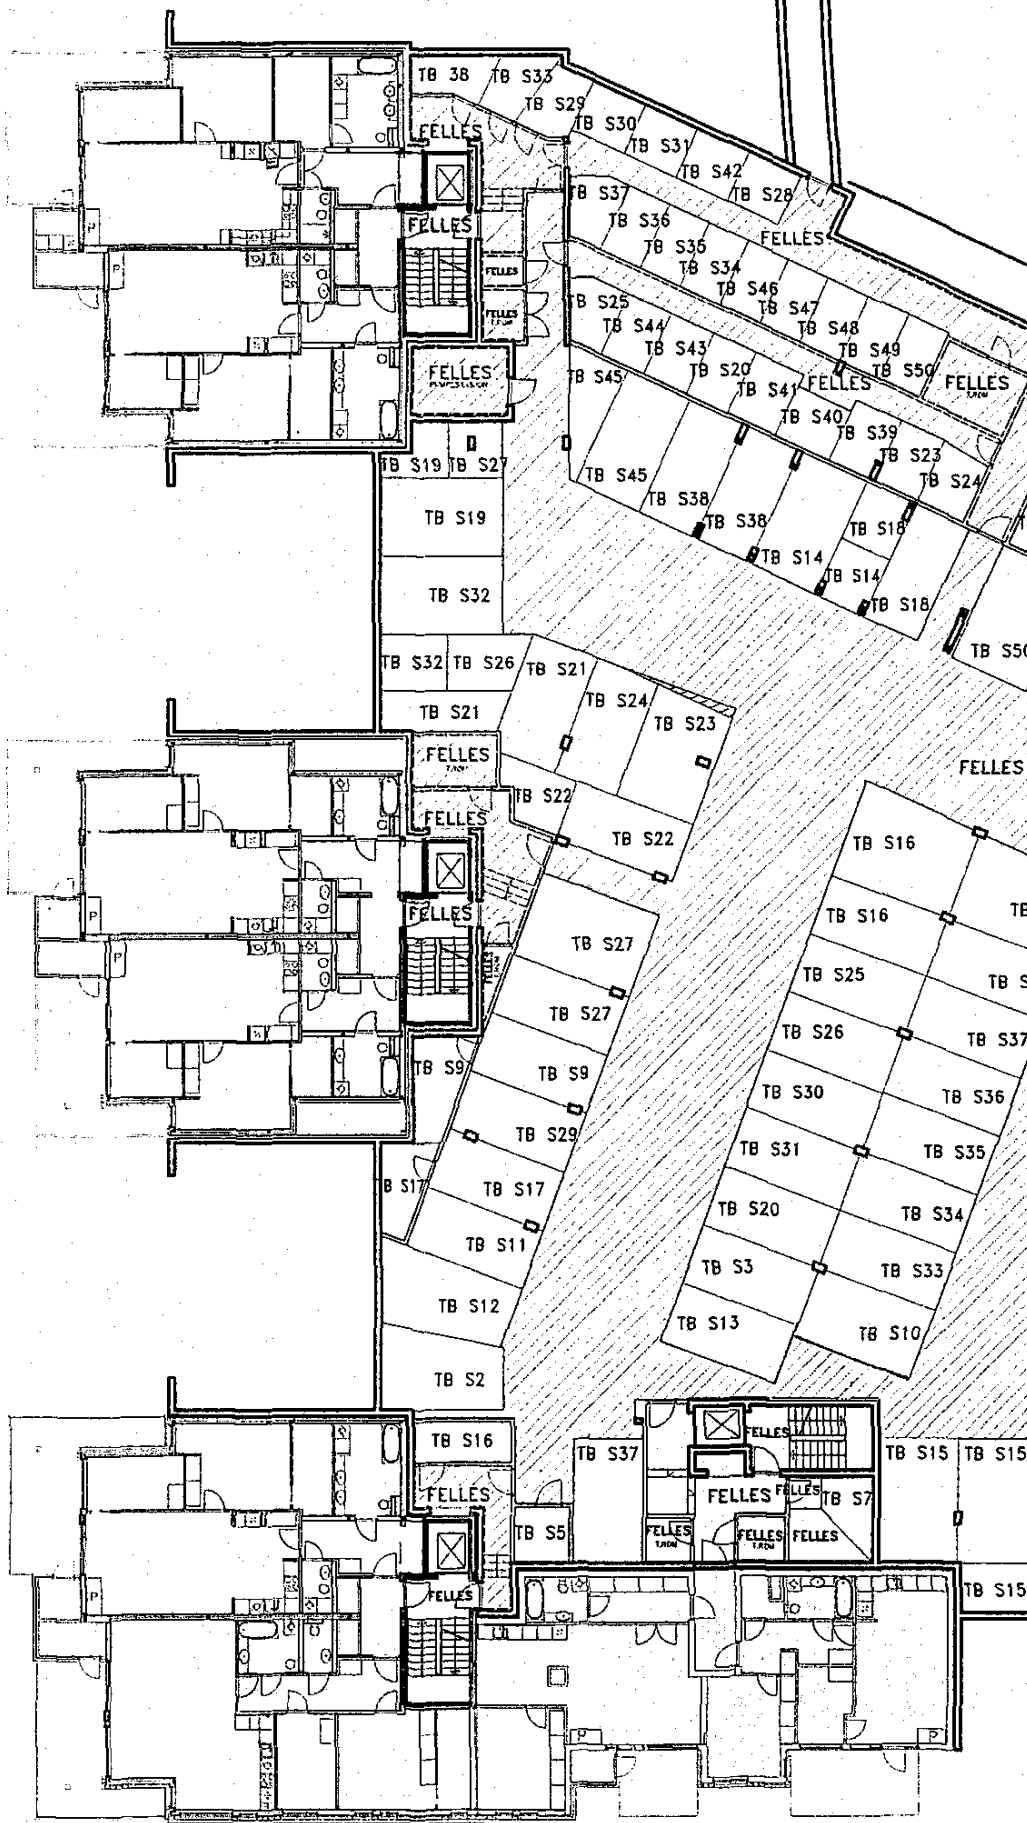 TB 38
TB S33
TB S29
TB S30
TB S31
TB S42
TB S28
FELLES
TB S37
TB S36
TB S35
TB S34
TB S46
TB S47
TB S48
TB S49
TB S50
FELLES
FELLES
FELLES
FELLES
T.ROM
TB S25
TB S44
TB S43
TB S20
TB S41
TB S40
TB S39
TB S23
TB S24
FELLES
FELLES
T.ROM
FELLES
TB S45
TB S45
TB S38
TB S38
TB S14
TB S18
TB S14
TB S18
TB S50
P
P
TB S19
TB S27
TB S19
TB S32
TB S32
TB S26
TB S21
TB S21
TB S24
TB S23
FELLES
T.ROM
TB S22
TB S22
FELLES
FELLES
FELLES
FELLES
T.ROM
P
P
TB S27
TB S27
TB S9
TB S9
TB S29
B S17
TB S17
TB S11
TB S12
TB S2
TB S16
TB S16
TB S25
TB S26
TB S30
TB S31
TB S20
TB S3
TB S13
TB
TB S
TB S37
TB S36
TB S35
TB S34
TB S33
TB S10
TB S16
FELLES
FELLES
TB S5
TB S37
FELLES
FELLES
FELLES
TB S7
FELLES
T.ROM
FELLES
T.ROM
FELLES
TB S15
TB S15
TB S15
P
P
P